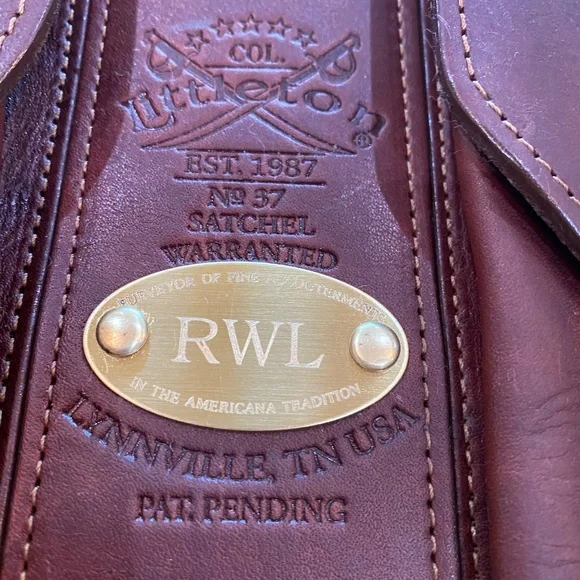 COL.
Littleton
®
EST. 1987
No 37
SATCHEL
WARRANTED
PURVEYOR OF FINE ACCOUTERMENTS
RWL
IN THE AMERICANA TRADITION
LYNNVILLE, TN USA
PAT. PENDING